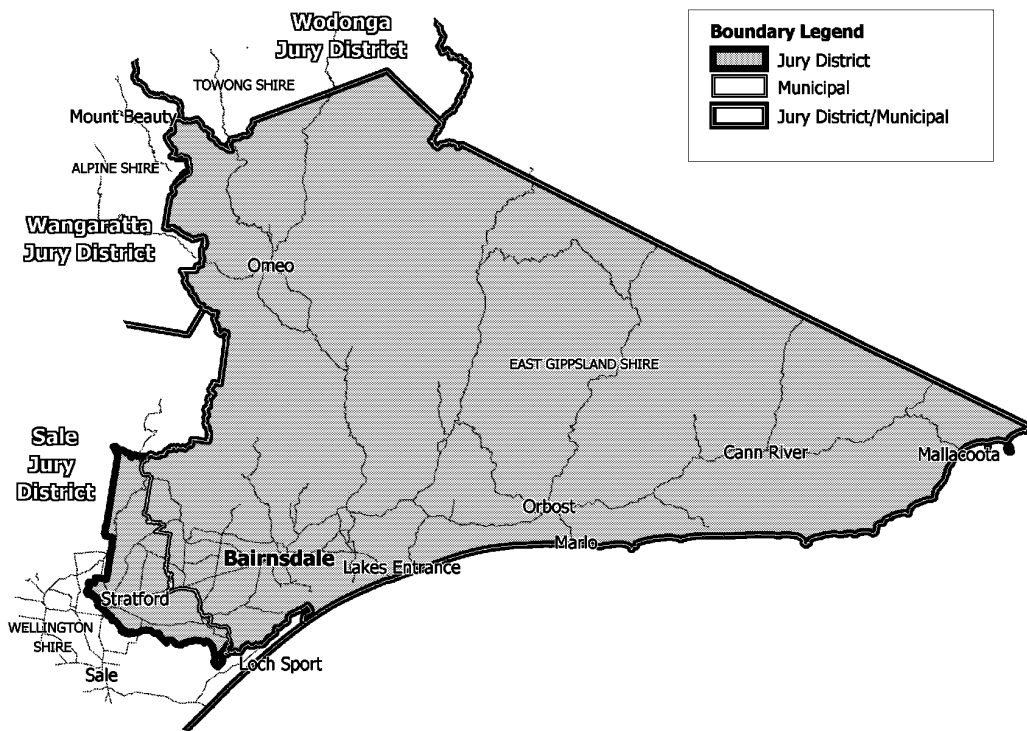 Wodonga
Jury District
Boundary Legend
Jury District
Municipal
Jury District/Municipal
TOWONG SHIRE
Mount Beauty
ALPINE SHIRE
Wangaratta
Jury District
Omeo
EAST GIPPSLAND SHIRE
Sale
Jury
District
Cann River
Mallacoota
Orbost
Marlo
Bairnsdale
Lakes Entrance
Stratford
WELLINGTON
SHIRE
Loch Sport
Sale